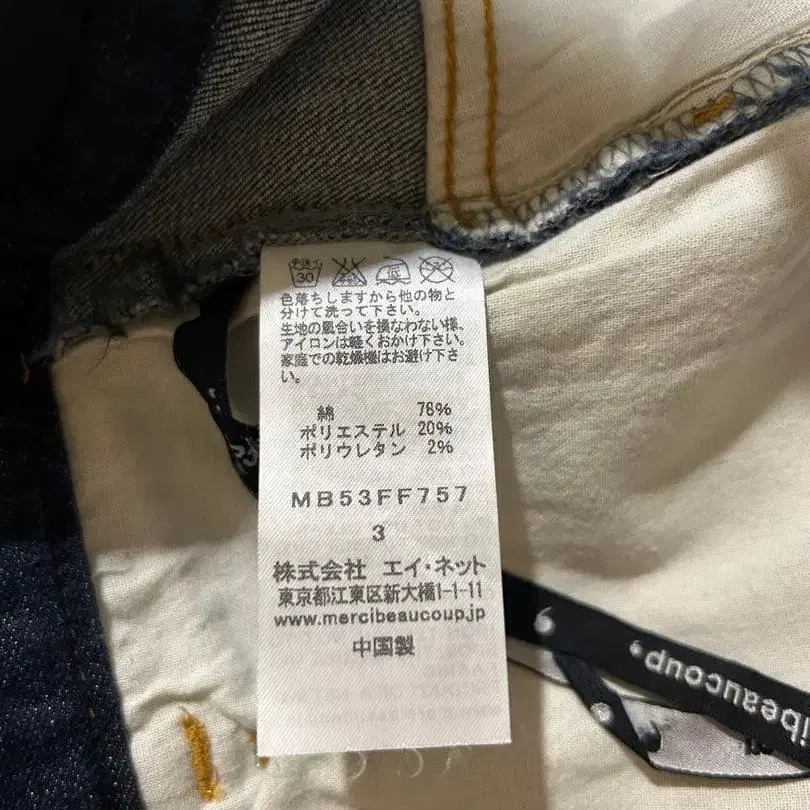 手洗イ
30
色落ちしますから他の物と
分けて洗って下さい。
生地の風合いを損なわない様、
アイロンは軽くおかけ下さい。
家庭での乾燥機はお避け下さ
い。
綿 78%
ポリエステル 20%
ポリウレタン 2%
MB53FF757
3
株式会社 エイ・ネット
東京都江東区新大橋1-1-11
www.mercibeaucoup.jp
中国製
ibeaucoup,